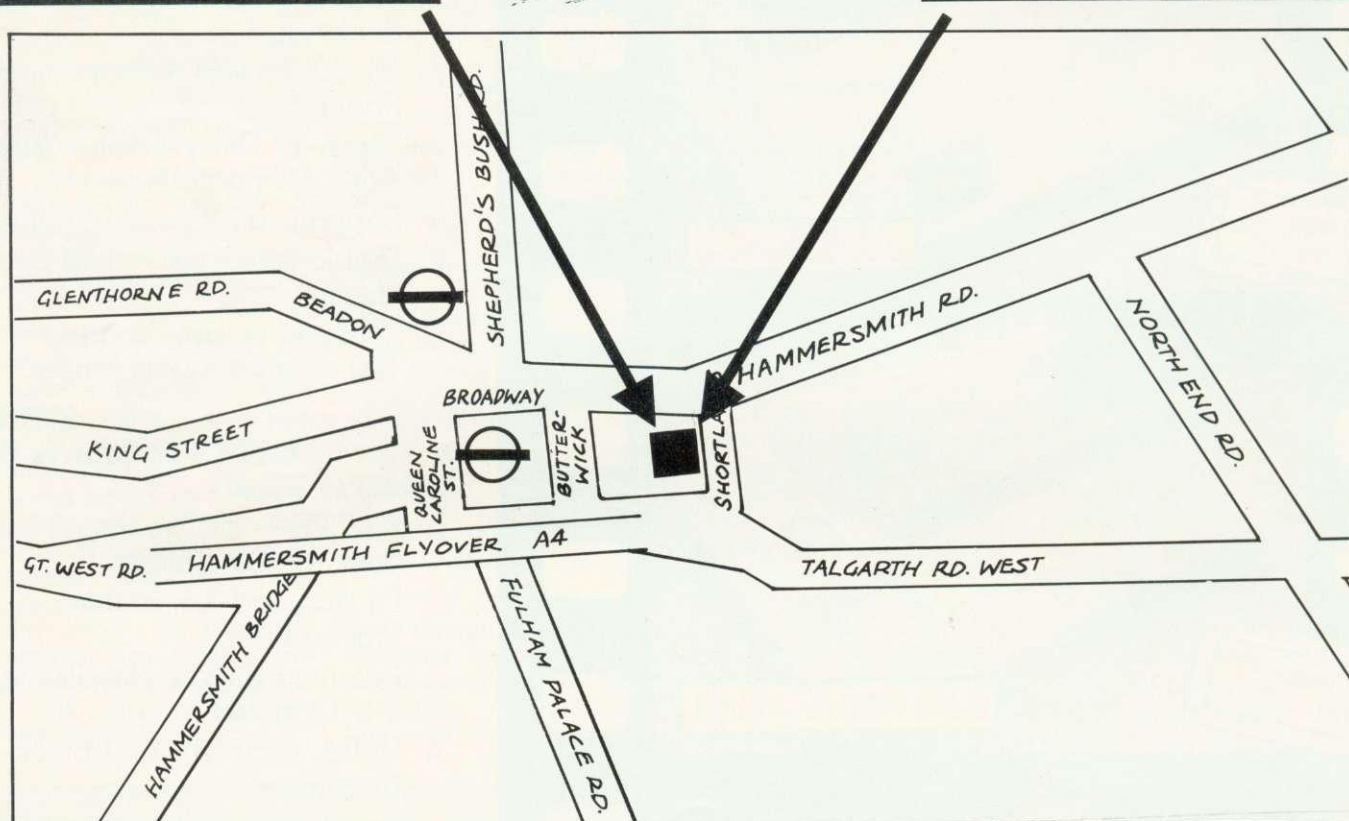 SHEPHERD'S BUSH RD.
GLENTHORNE RD.
BEADON
HAMMERSMITH RD.
NORTH END RD.
BROADWAY
KING STREET
QUEEN
CAROLINE
ST.
BUTTER-
WICK
SHORTLANDS
GT. WEST RD.
HAMMERSMITH FLYOVER A4
TALGARTH RD. WEST
HAMMERSMITH BRIDGE
FULHAM PALACE RD.